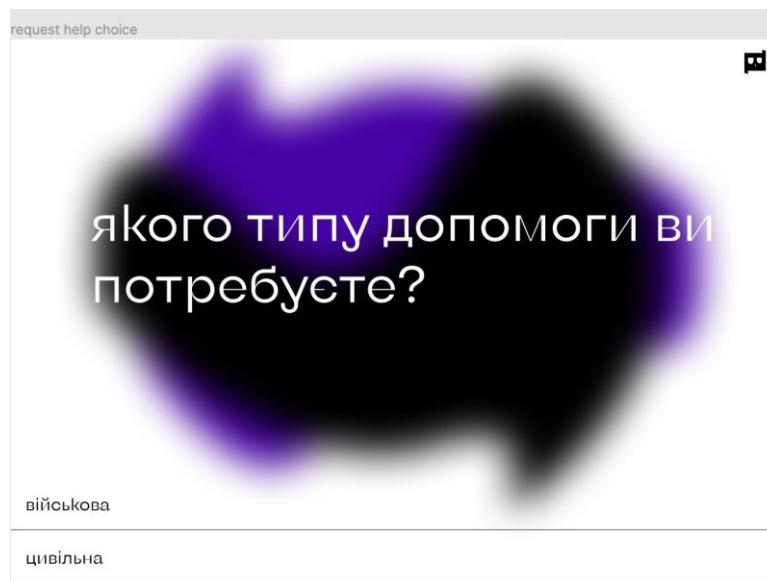 request help choice
в
якого типу допомоги ви
потребуєте?
військова
цивільна